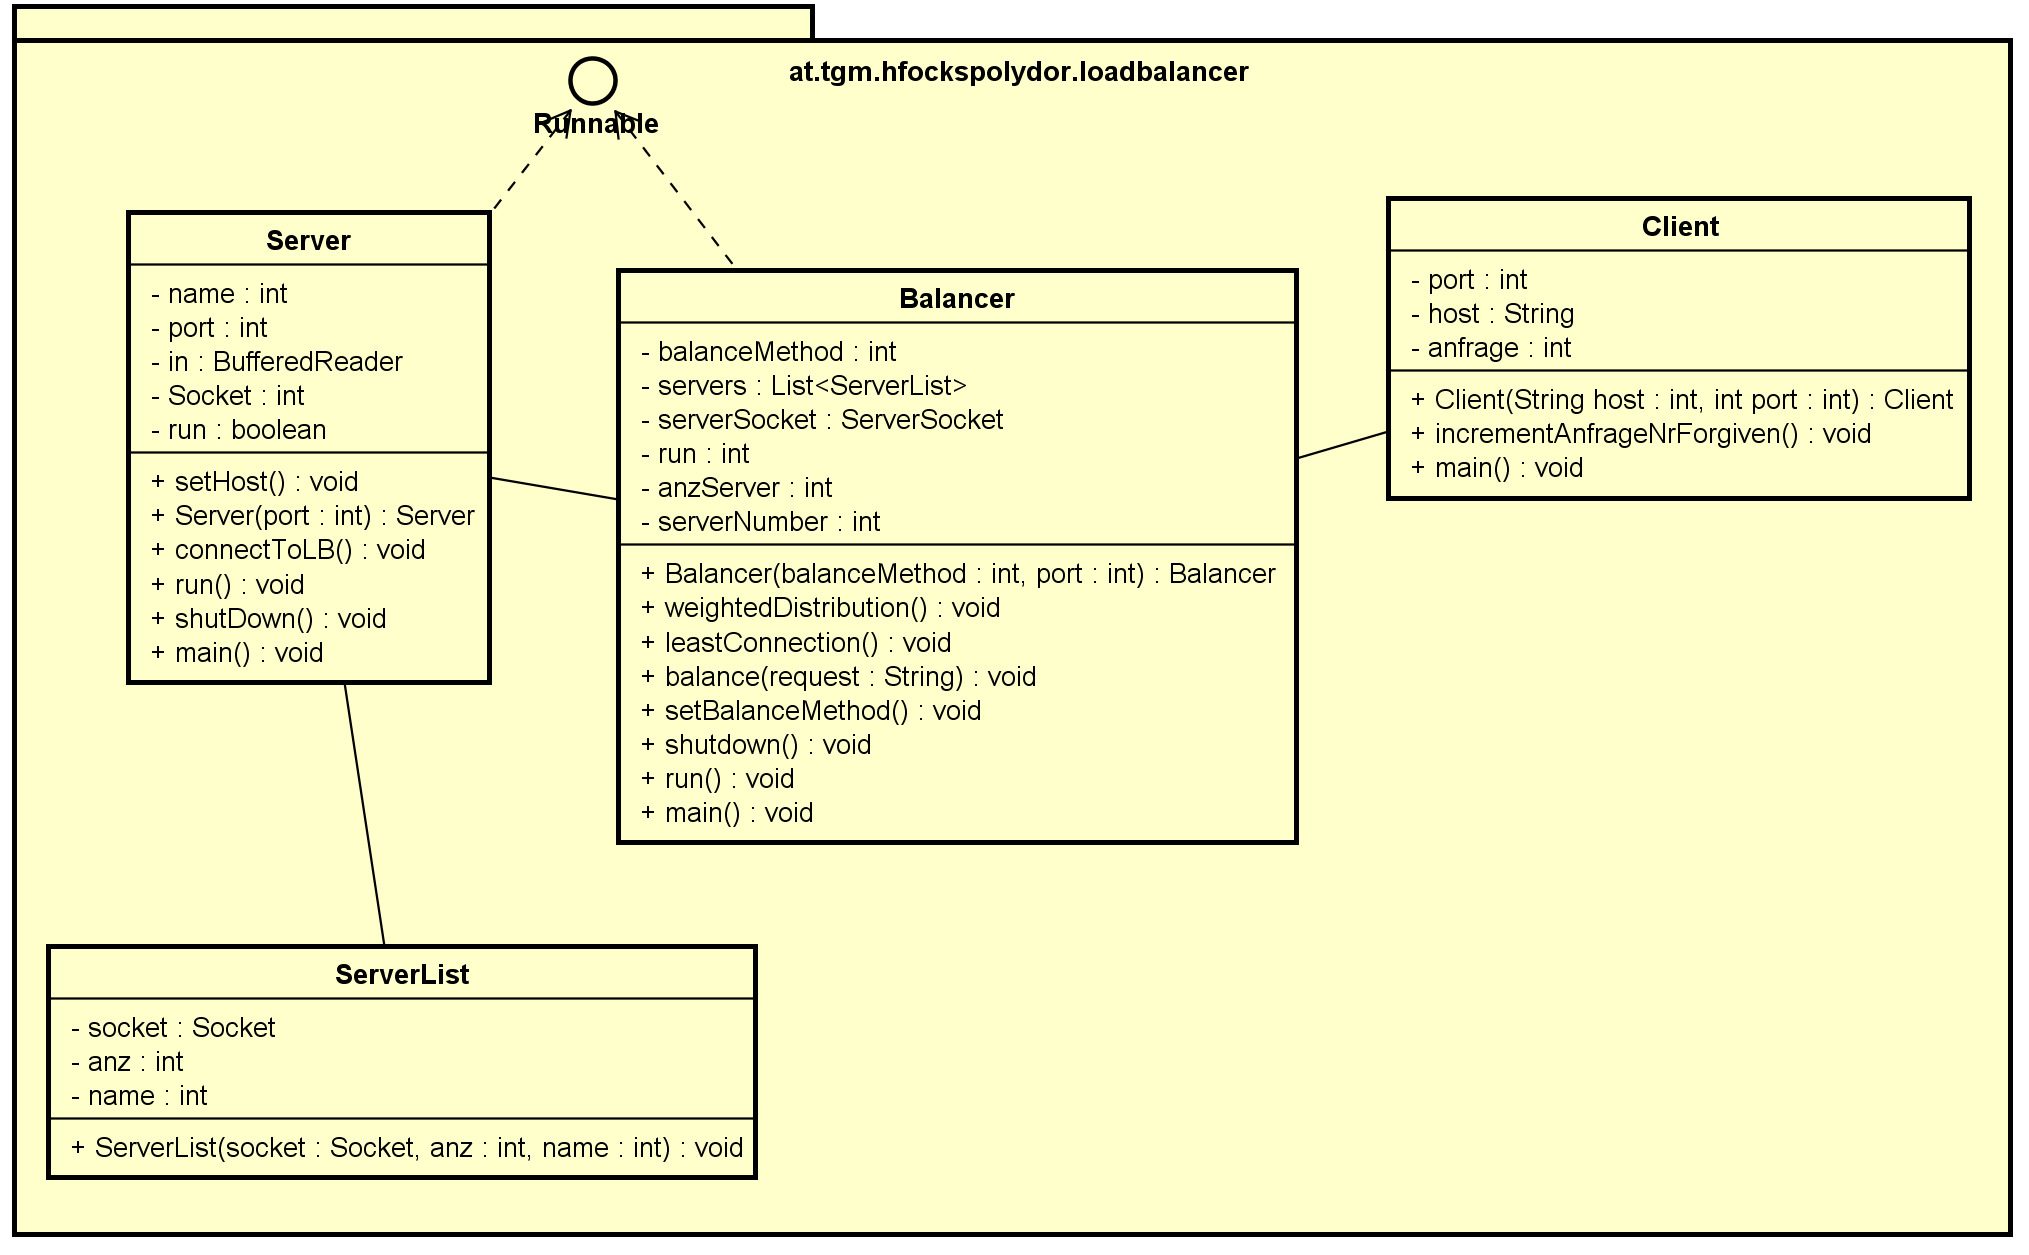 at.tgm.hfockspolydor.loadbalancer
Runnable
Server
- name : int
- port : int
- in : BufferedReader
- Socket : int
- run : boolean
+ setHost() : void
+ Server(port : int) : Server
+ connectToLB() : void
+ run() : void
+ shutDown() : void
+ main() : void
Balancer
- balanceMethod : int
- servers : List<ServerList>
- serverSocket : ServerSocket
- run : int
- anzServer : int
- serverNumber : int
+ Balancer(balanceMethod : int, port : int) : Balancer
+ weightedDistribution() : void
+ leastConnection() : void
+ balance(request : String) : void
+ setBalanceMethod() : void
+ shutdown() : void
+ run() : void
+ main() : void
Client
- port : int
- host : String
- anfrage : int
+ Client(String host : int, int port : int) : Client
+ incrementAnfrageNrForgiven() : void
+ main() : void
ServerList
- socket : Socket
- anz : int
- name : int
+ ServerList(socket : Socket, anz : int, name : int) : void